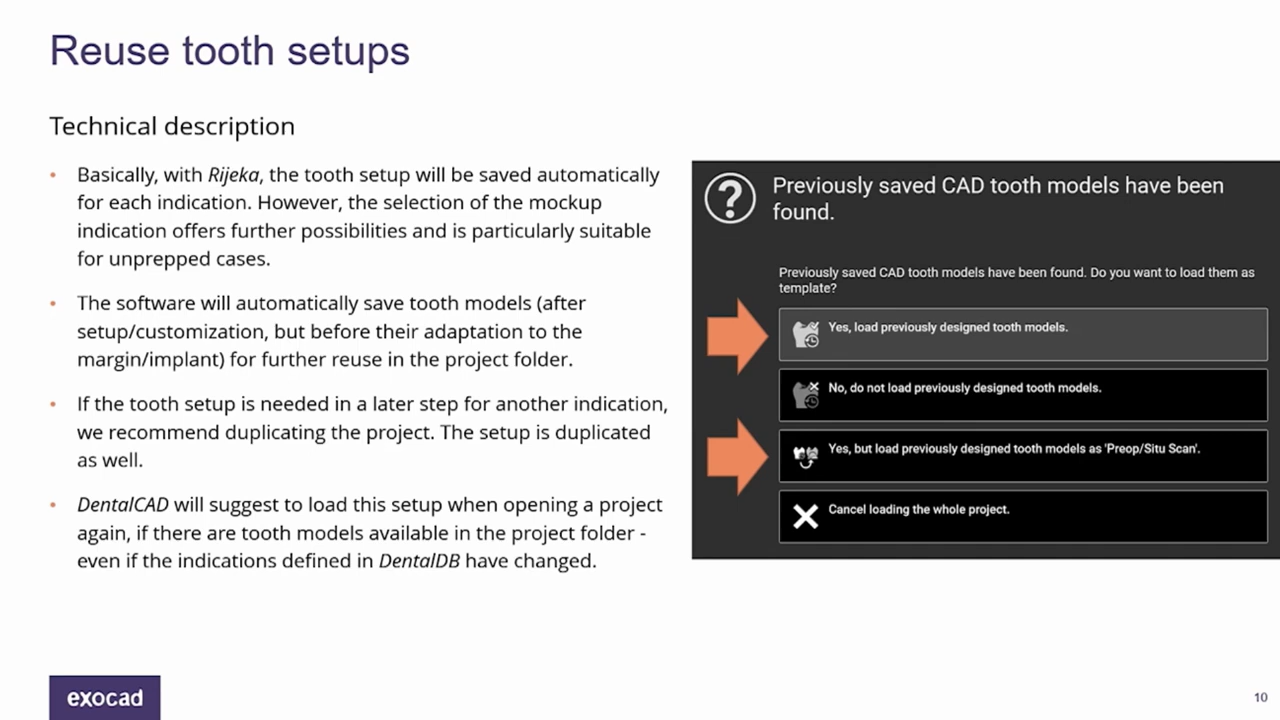 Reuse tooth setups
Technical description
• Basically, with Rijeka, the tooth setup will be saved automatically
for each indication. However, the selection of the mockup
indication offers further possibilities and is particularly suitable
for unprepped cases.
• The software will automatically save tooth models (after
setup/customization, but before their adaptation to the
margin/implant) for further reuse in the project folder.
• If the tooth setup is needed in a later step for another indication,
we recommend duplicating the project. The setup is duplicated
as well.
• DentalCAD will suggest to load this setup when opening a project
again, if there are tooth models available in the project folder -
even if the indications defined in DentalDB have changed.
Previously saved CAD tooth models have been
found.
Previously saved CAD tooth models have been found. Do you want to load them as
template?
Yes, load previously designed tooth models.
No, do not load previously designed tooth models.
Yes, but load previously designed tooth models as 'Preop/Situ Scan'.
Cancel loading the whole project.
exocad
10